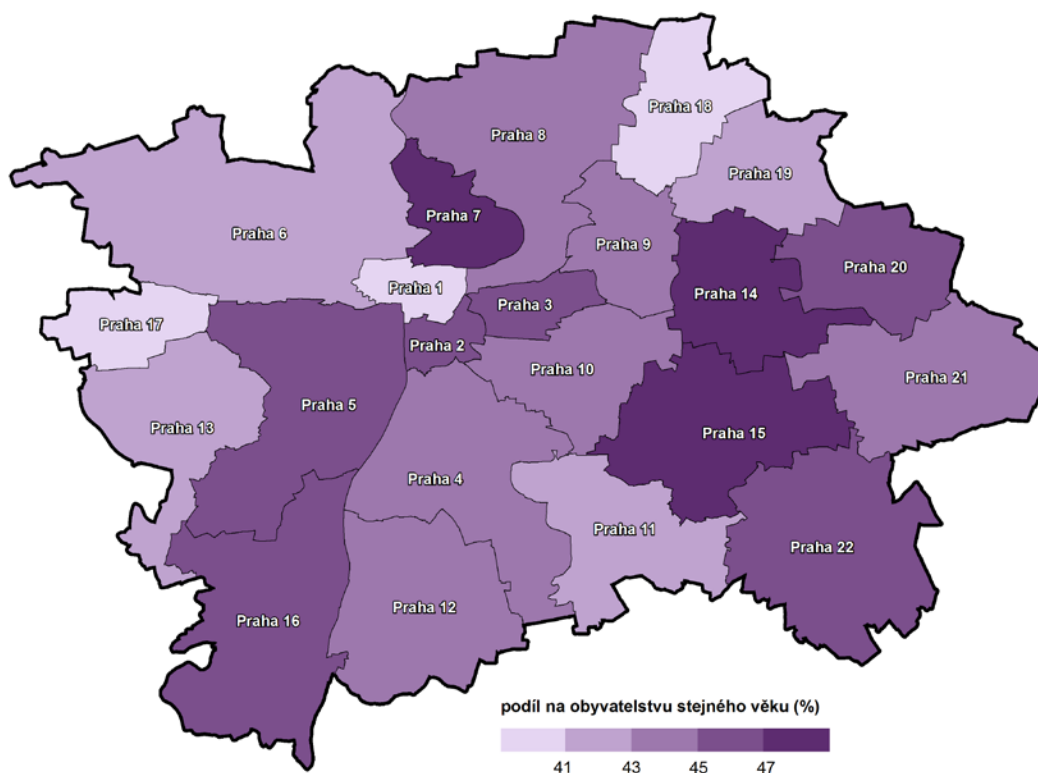 Praha 18
Praha 8
Praha 19
Praha 7
Praha 6
Praha 9
Praha 20
Praha 1
Praha 14
Praha 3
Praha 17
Praha 2
Praha 10
Praha 21
Praha 5
Praha 13
Praha 15
Praha 4
Praha 11
Praha 22
Praha 12
Praha 16
podíl na obyvatelstvu stejného věku (%)
41 43 45 47